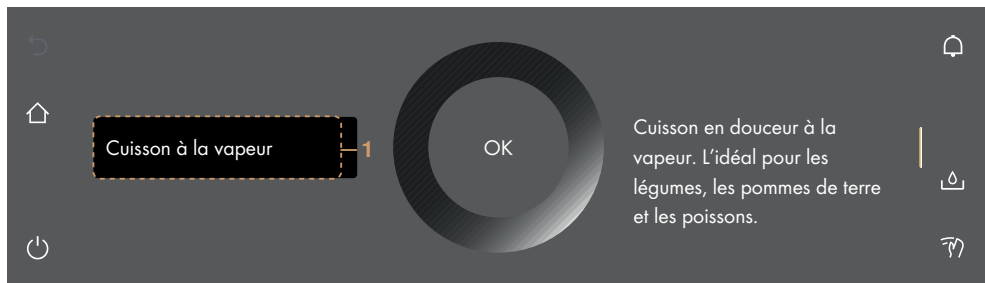 Cuisson à la vapeur
1
OK
Cuisson en douceur à la
vapeur. L’idéal pour les
légumes, les pommes de terre
et les poissons.